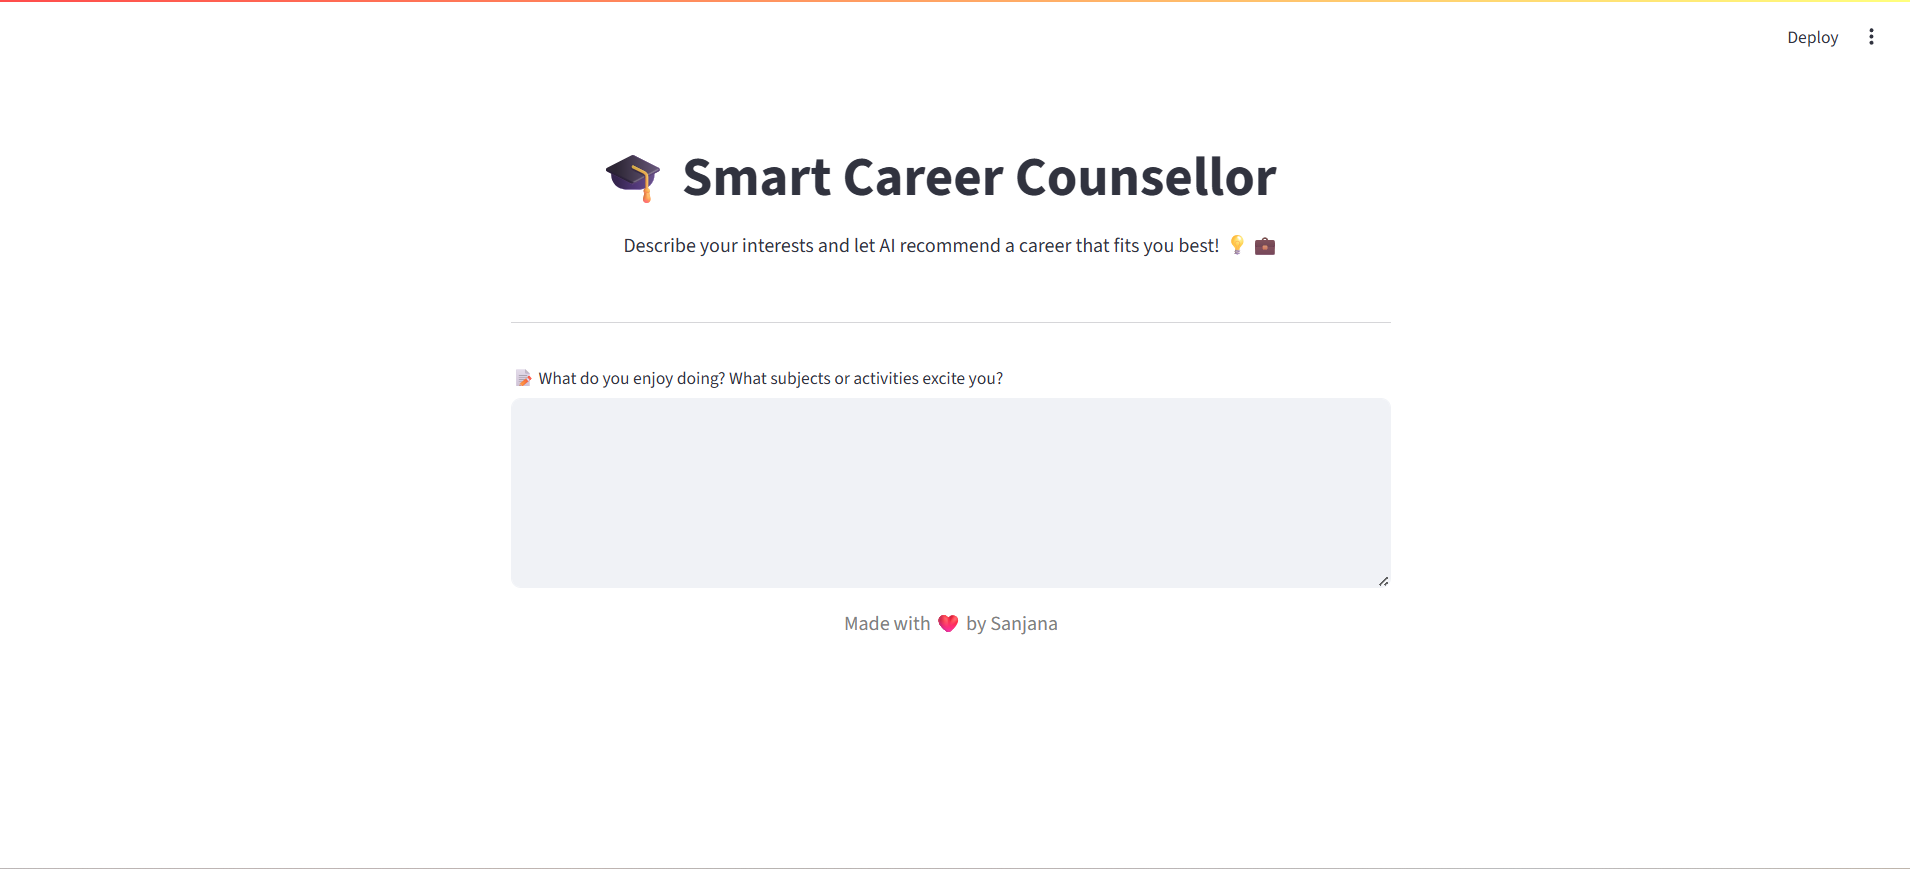 Deploy
🎓 Smart Career Counsellor
Describe your interests and let AI recommend a career that fits you best! 💡 💼
📝 What do you enjoy doing? What subjects or activities excite you?
Made with ❤️ by Sanjana